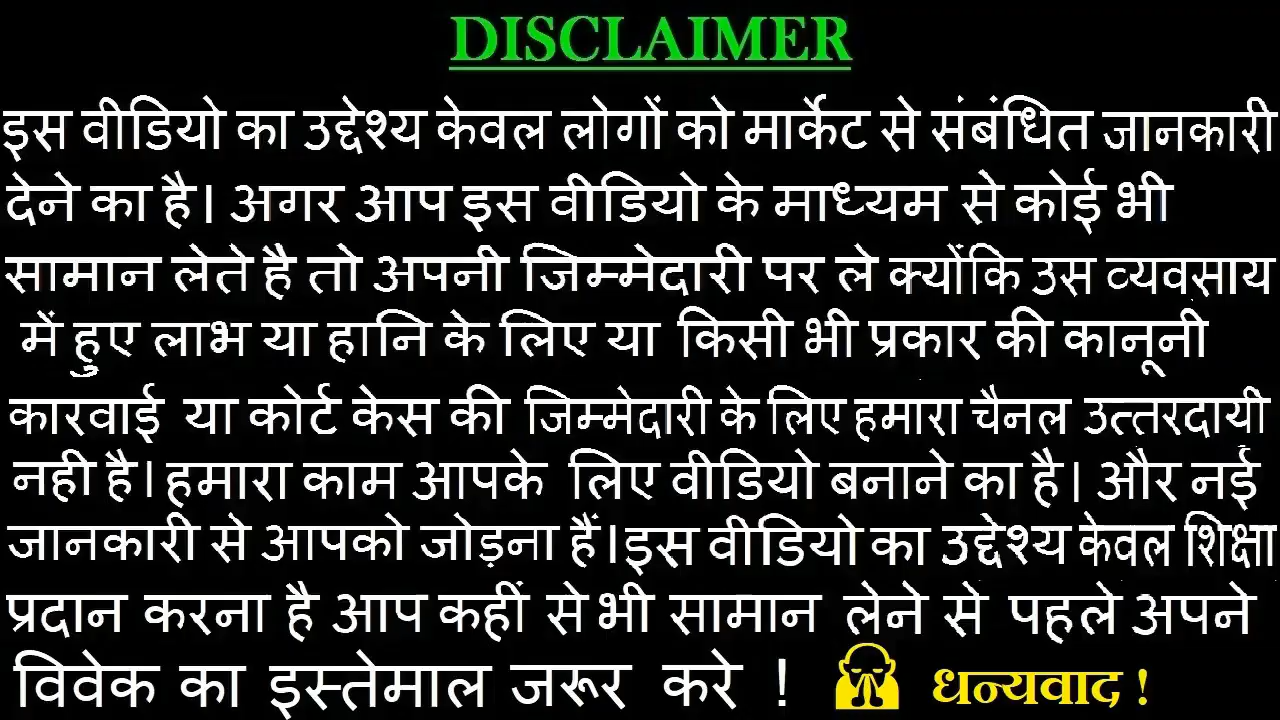 DISCLAIMER
इस वीडियो का उद्देश्य केवल लोगों को मार्केट से संबंधित जानकारी
देने का है। अगर आप इस वीडियो के माध्यम से कोई भी
सामान लेते है तो अपनी जिम्मेदारी पर ले क्योंकि उस व्यवसाय
में हुए लाभ या हानि के लिए या किसी भी प्रकार की कानूनी
कारवाई या कोर्ट केस की जिम्मेदारी के लिए हमारा चैनल उत्तरदायी
नही है। हमारा काम आपके लिए वीडियो बनाने का है। और नई
जानकारी से आपको जोड़ना हैं।इस वीडियो का उद्देश्य केवल शिक्षा
प्रदान करना है आप कहीं से भी सामान लेने से पहले अपने
विवेक का इस्तेमाल जरूर करे ! धन्यवाद !